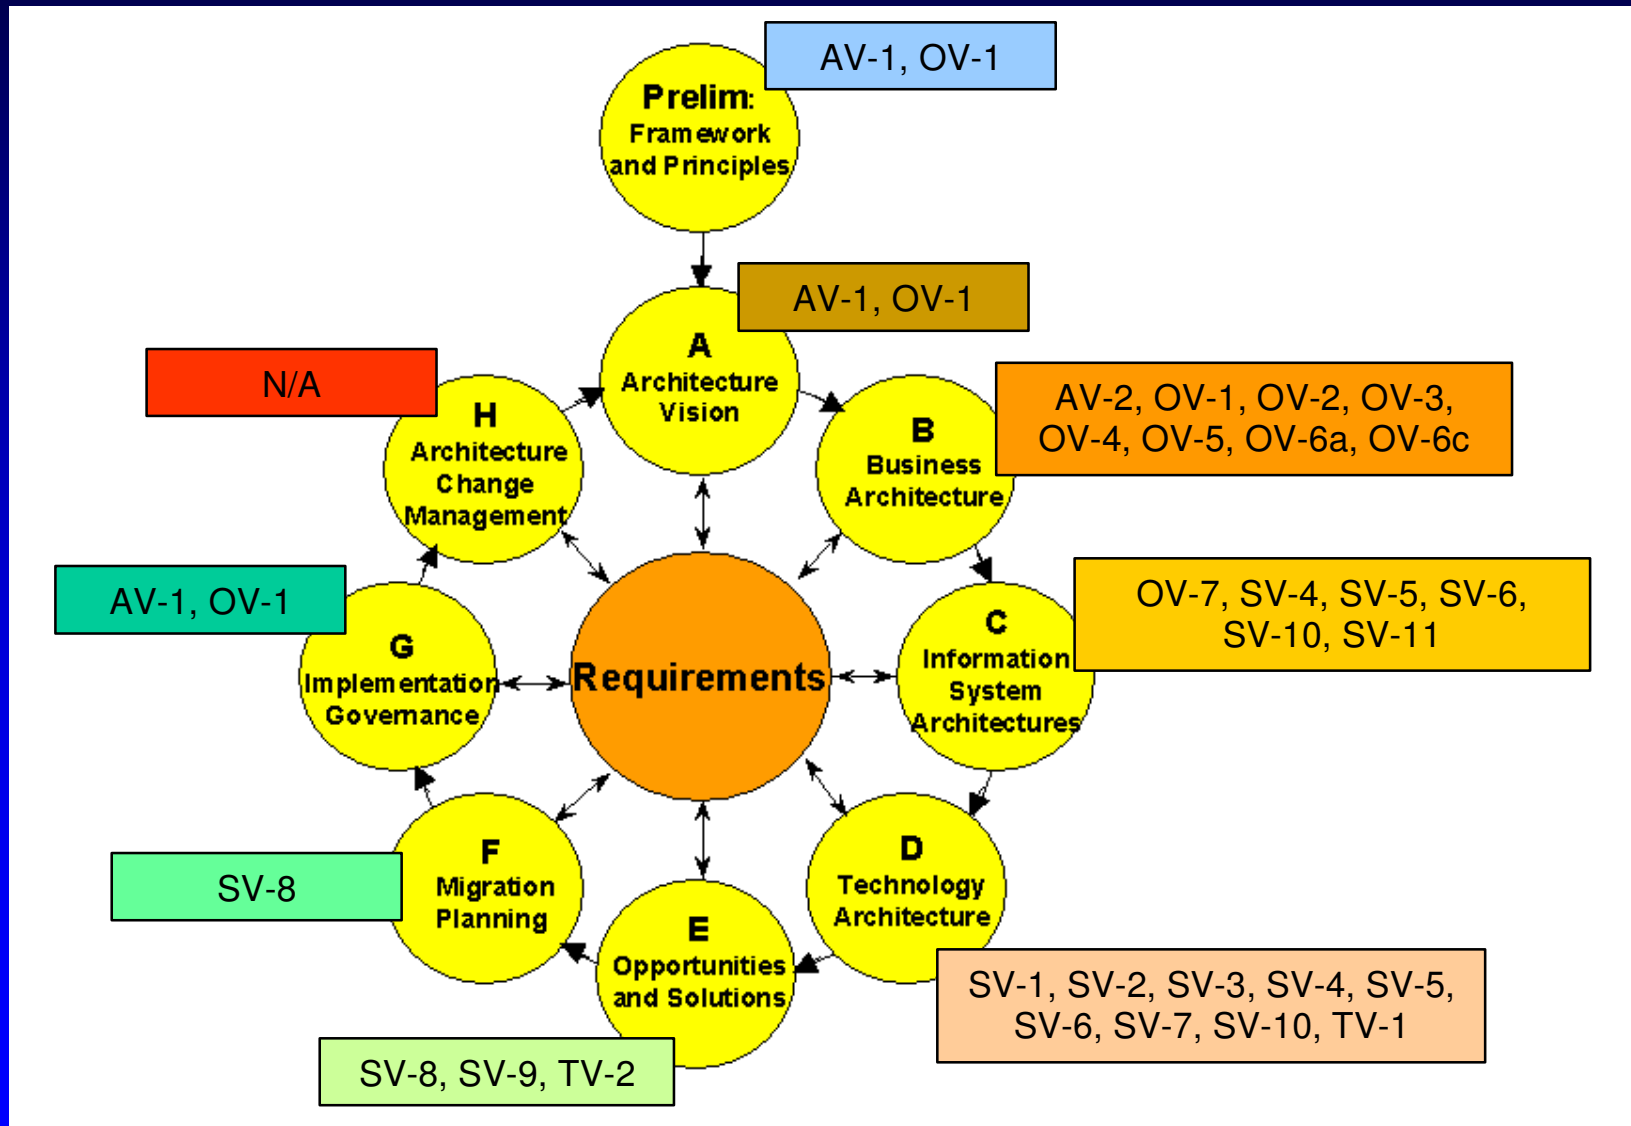 AV-1, OV-1
Prelim:
Framework
and Principles
AV-1, OV-1
A
Architecture
Vision
N/A
H
Architecture
Change
Management
AV-2, OV-1, OV-2, OV-3,
OV-4, OV-5, OV-6a, OV-6c
B
Business
Architecture
AV-1, OV-1
G
Implementation
Governance
Requirements
OV-7, SV-4, SV-5, SV-6,
SV-10, SV-11
C
Information
System
Architectures
SV-8
F
Migration
Planning
D
Technology
Architecture
SV-1, SV-2, SV-3, SV-4, SV-5,
SV-6, SV-7, SV-10, TV-1
E
Opportunities
and Solutions
SV-8, SV-9, TV-2